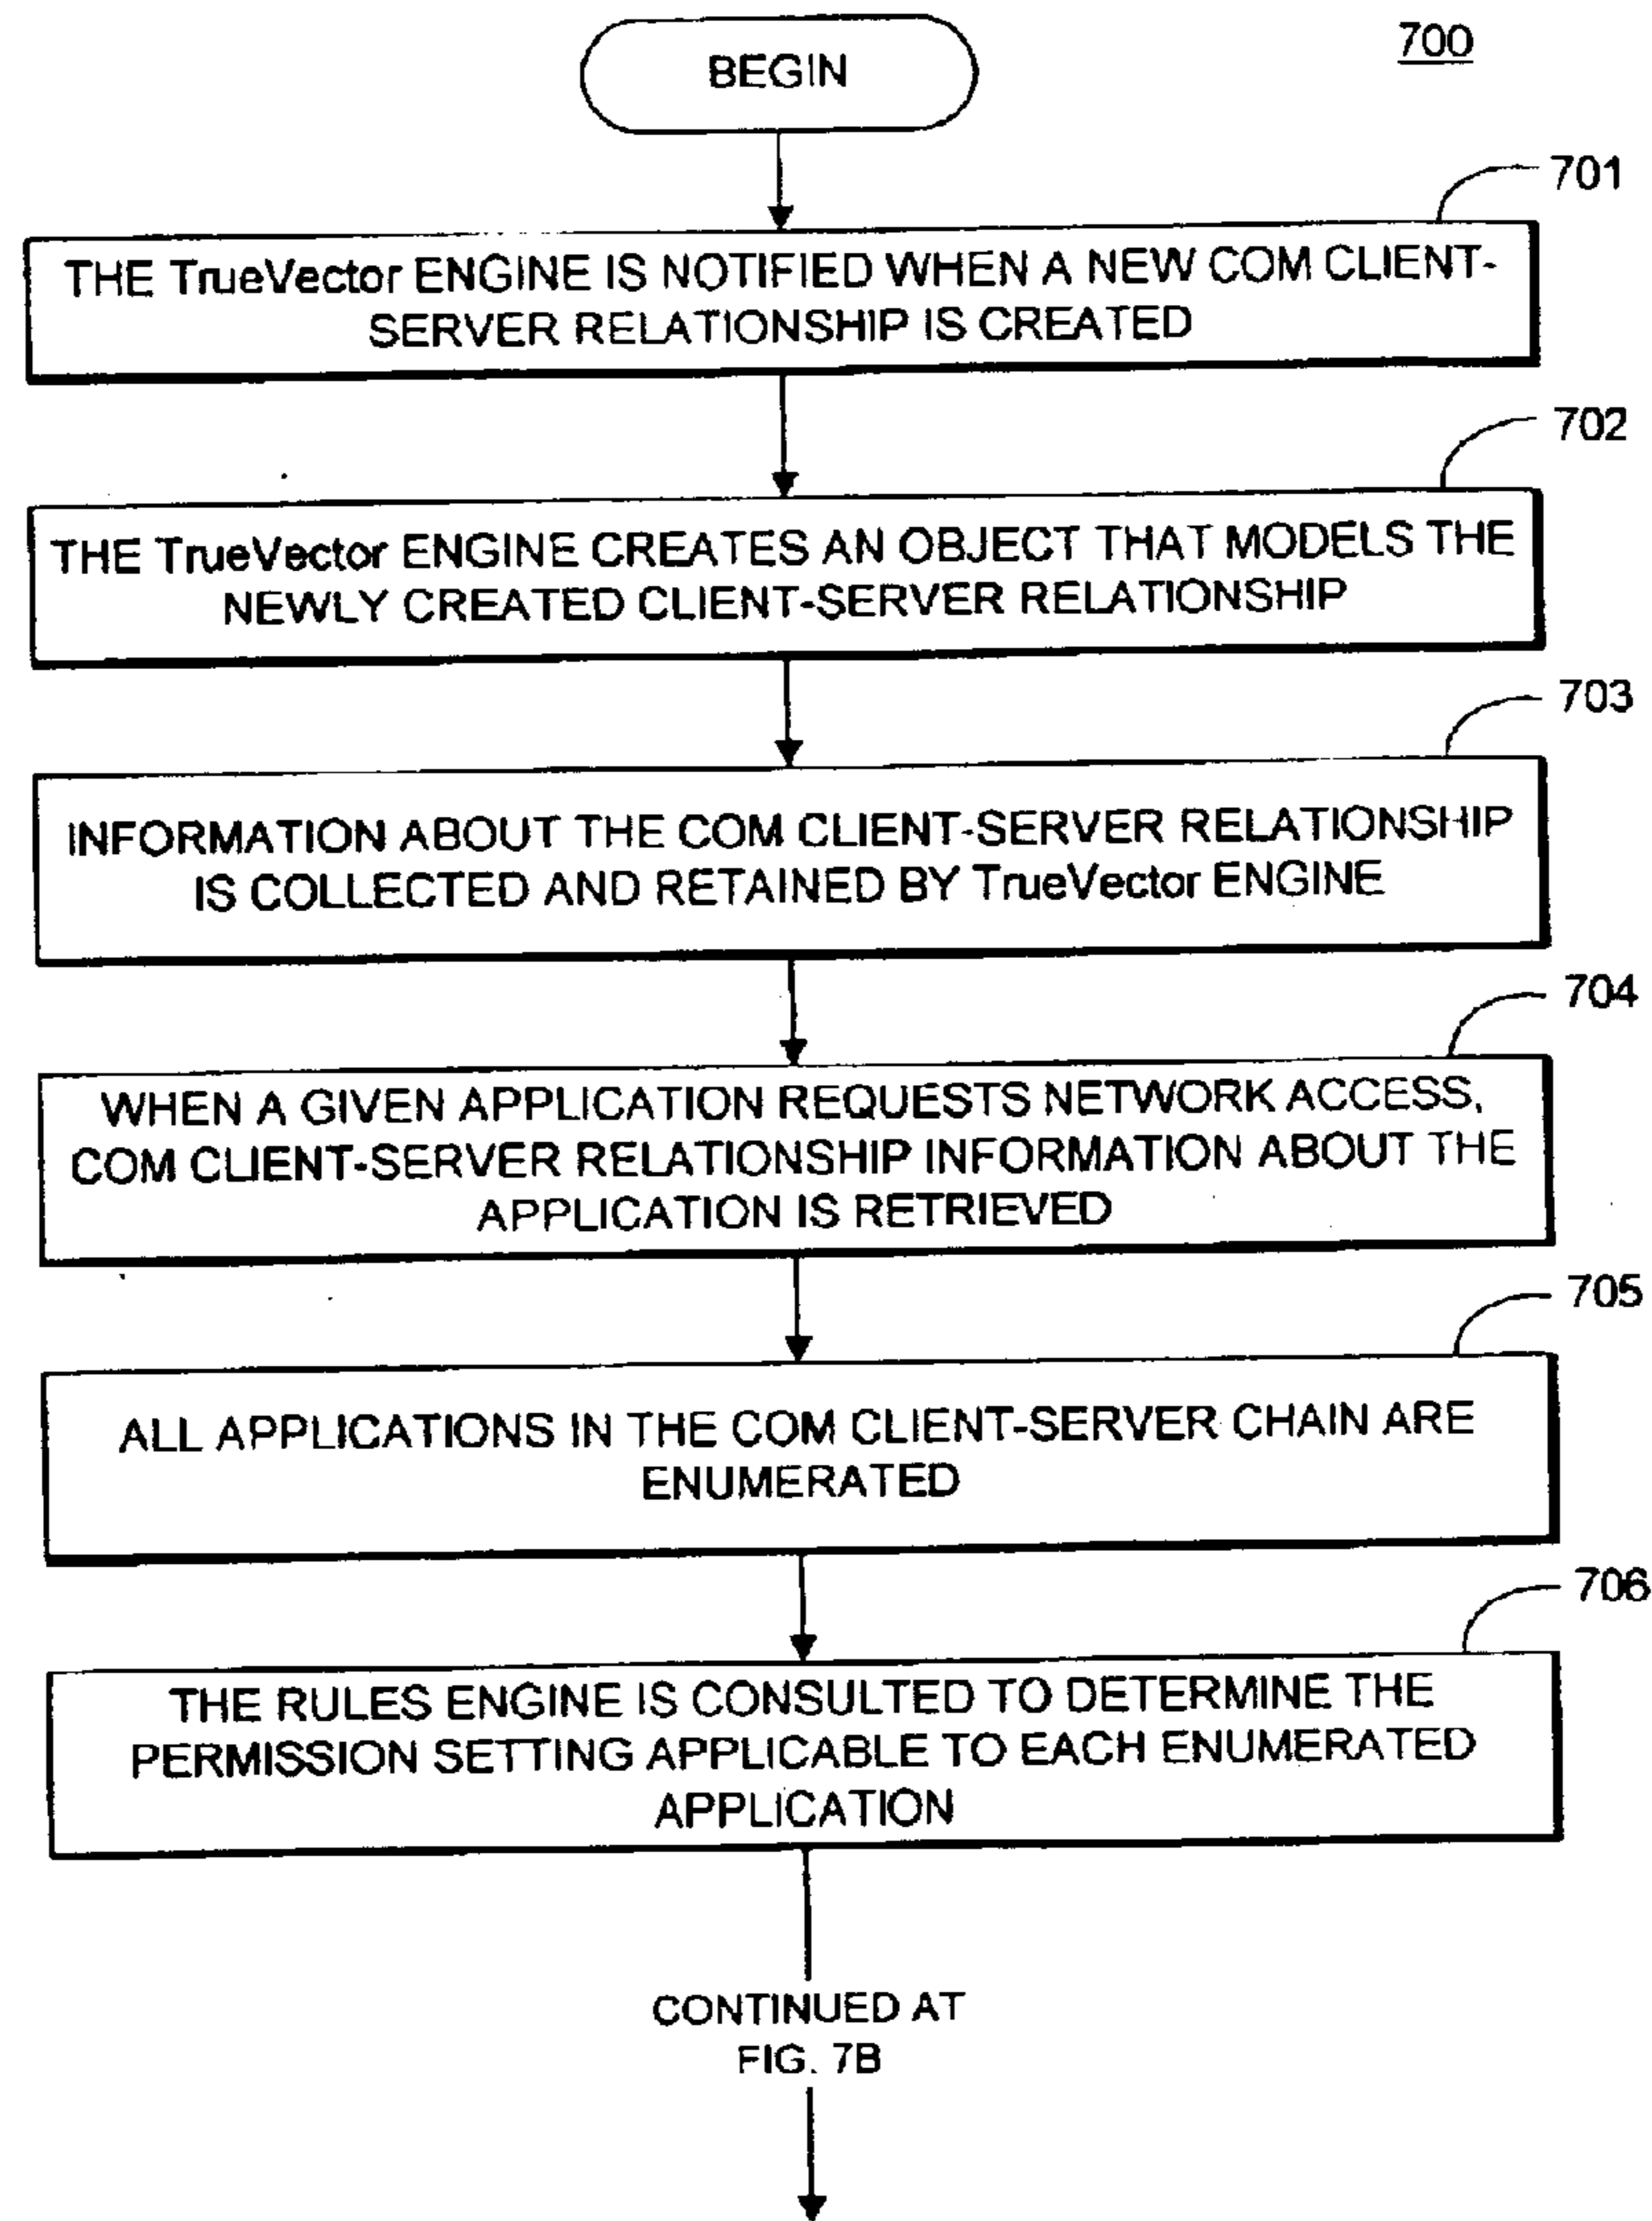 BEGIN
700
701
THE TrueVector ENGINE IS NOTIFIED WHEN A NEW COM CLIENT-
SERVER RELATIONSHIP IS CREATED
702
THE TrueVector ENGINE CREATES AN OBJECT THAT MODELS THE
NEWLY CREATED CLIENT-SERVER RELATIONSHIP
703
INFORMATION ABOUT THE COM CLIENT-SERVER RELATIONSHIP
IS COLLECTED AND RETAINED BY TrueVector ENGINE
704
WHEN A GIVEN APPLICATION REQUESTS NETWORK ACCESS,
COM CLIENT-SERVER RELATIONSHIP INFORMATION ABOUT THE
APPLICATION IS RETRIEVED
705
ALL APPLICATIONS IN THE COM CLIENT-SERVER CHAIN ARE
ENUMERATED
706
THE RULES ENGINE IS CONSULTED TO DETERMINE THE
PERMISSION SETTING APPLICABLE TO EACH ENUMERATED
APPLICATION
CONTINUED AT
FIG. 7B